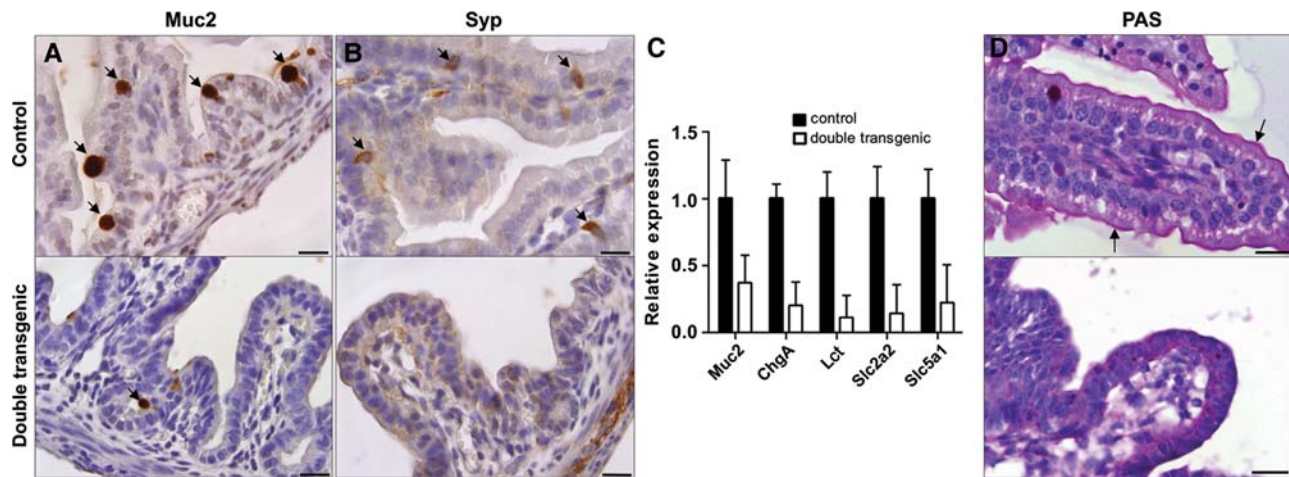 Muc2
Syp
PAS
A
B
C
D
Control
Double transgenic
control
double transgenic
Relative expression
1.5
1.0
0.5
0.0
Muc2
ChgA
Lct
Slc2a2
Slc5a1